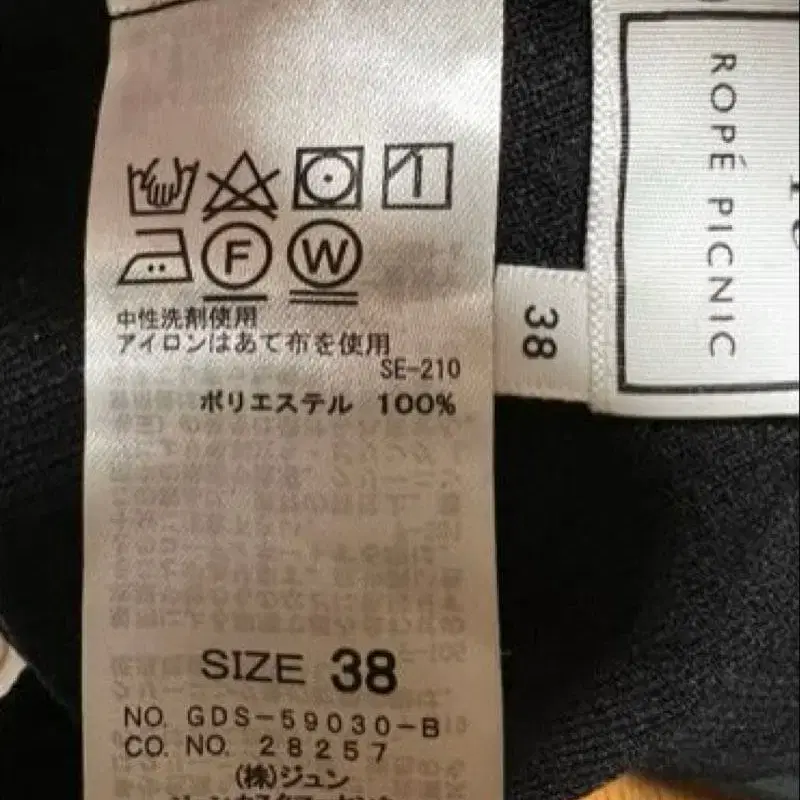 F W
中性洗剤使用
アイロンはあて布を使用
SE-210
ポリエステル 100%
SIZE 38
NO. GDS-59030-B
CO. NO. 28257
(株)ジュン
38
ROPÉ PICNIC